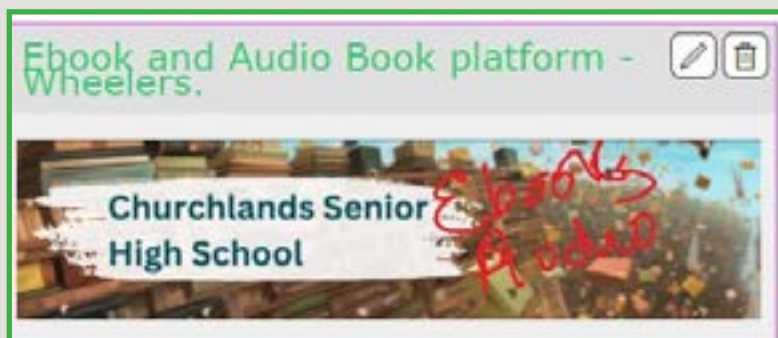 Ebook and Audio Book platform -
Wheelers.
Churchlands Senior
High School
Ebooks
Audio